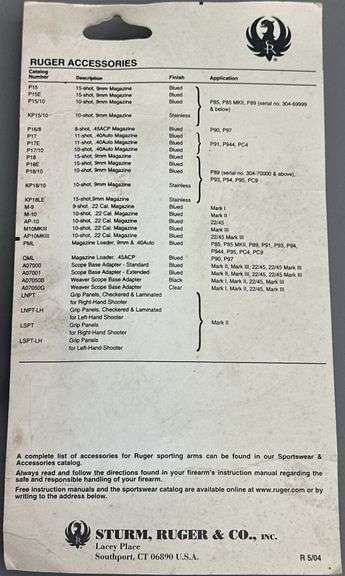 RUGER ACCESSORIES
Catalog Number Description Finish Application
P15 15-shot, 9mm Magazine Blued
P15E 15-shot, 9mm Magazine Blued
P15/10 10-shot, 9mm Magazine Blued P85, P85 MKII, P89 (serial no. 304-69999 & below)
KP15/10 10-shot, 9mm Magazine Stainless
P16/8 8-shot, .45ACP Magazine Blued P90, P97
P17 11-shot, .40Auto Magazine Blued
P17E 11-shot, .40Auto Magazine Blued P91, P944, PC4
P17/10 10-shot, .40Auto Magazine Blued
P18 15-shot, 9mm Magazine Blued
P18E 15-shot, 9mm Magazine Blued
P18/10 10-shot, 9mm Magazine Blued P89 (serial no. 304-70000 & above), P93, P94, P95, PC9
KP18/10 10-shot, 9mm Magazine Stainless
KP18LE 15-shot, 9mm Magazine Stainless
M-9 9-shot, .22 Cal. Magazine Blued Mark I
M-10 10-shot, .22 Cal. Magazine Blued Mark II
AP-10 10-shot, .22 Cal. Magazine Blued 22/45
M10MKIII 10-shot, .22 Cal. Magazine Blued Mark III
AP10MKIII 10-shot, .22 Cal. Magazine Blued 22/45 Mark III
PML Magazine Loader, 9mm & .40Auto Blued P85, P85 MKII, P89, P91, P93, P94, P944, P95, PC4, PC9
QML Magazine Loader, .45ACP Blued P90, P97
A07000 Scope Base Adapter - Standard Blued Mark II, Mark III, 22/45, 22/45 Mark III
A07001 Scope Base Adapter - Extended Blued Mark II, Mark III, 22/45, 22/45 Mark III
A07050B Weaver Scope Base Adapter Black Mark I, Mark II, 22/45, Mark III
A07050G Weaver Scope Base Adapter Clear Mark I, Mark II, 22/45, Mark III
LNPT Grip Panels, Checkered & Laminated
for Right-Hand Shooter
LNPT-LH Grip Panels, Checkered & Laminated
for Left-Hand Shooter
LSPT Grip Panels Mark II
for Right-Hand Shooter
LSPT-LH Grip Panels
for Left-Hand Shooter
A complete list of accessories for Ruger sporting arms can be found in our Sportswear &
Accessories catalog.
Always read and follow the directions found in your firearm's instruction manual regarding the
safe and responsible handling of your firearm.
Free instruction manuals and the sportswear catalog are available online at www.ruger.com or by
writing to the address below.
STURM, RUGER & CO., INC.
Lacey Place
Southport, CT 06890 U.S.A.
R 5/04